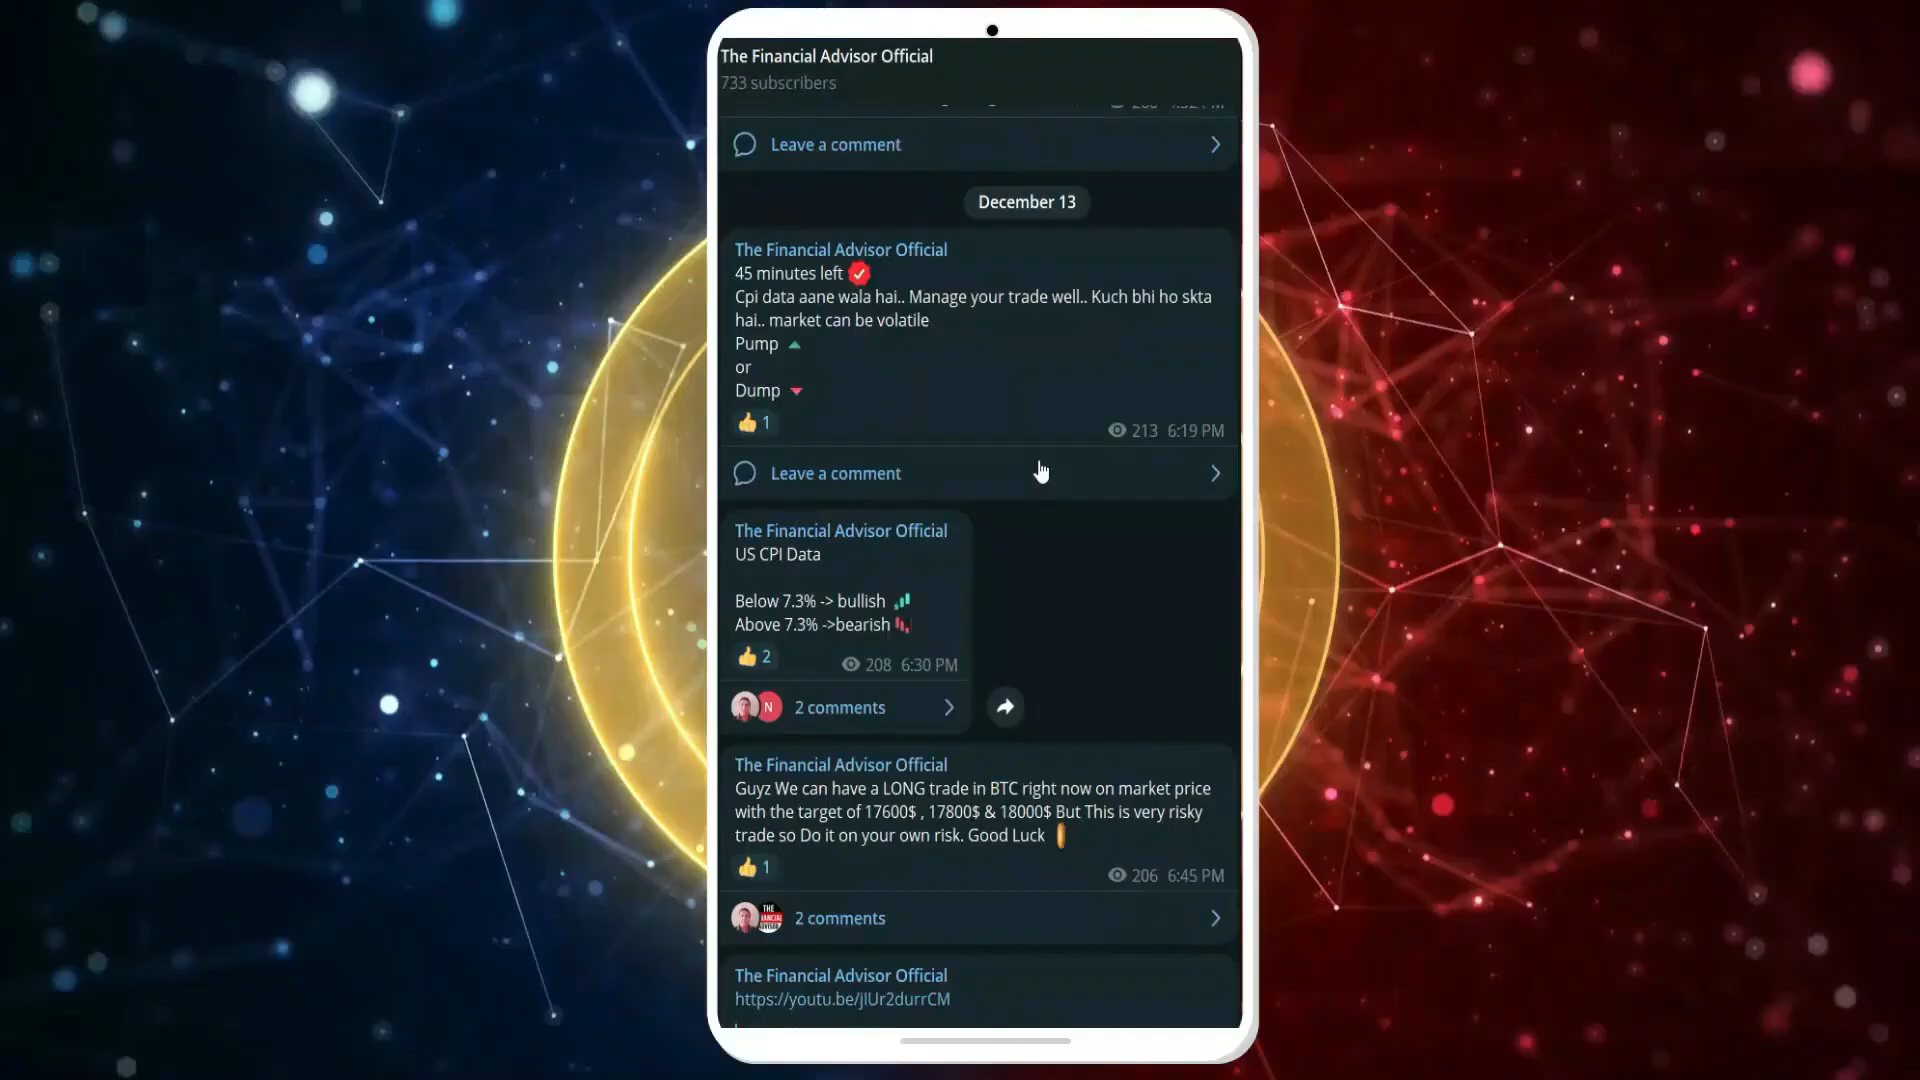 The Financial Advisor Official
733 subscribers
Leave a comment
December 13
The Financial Advisor Official
45 minutes left
Cpi data aane wala hai.. Manage your trade well.. Kuch bhi ho skta
hai.. market can be volatile
Pump
or
Dump
1
213 6:19 PM
Leave a comment
The Financial Advisor Official
US CPI Data
Below 7.3% -> bullish
Above 7.3% ->bearish
2
208 6:30 PM
N
2 comments
The Financial Advisor Official
Guyz We can have a LONG trade in BTC right now on market price
with the target of 17600$ , 17800$ & 18000$ But This is very risky
trade so Do it on your own risk. Good Luck
1
206 6:45 PM
2 comments
The Financial Advisor Official
https://youtu.be/jIUr2durrCM